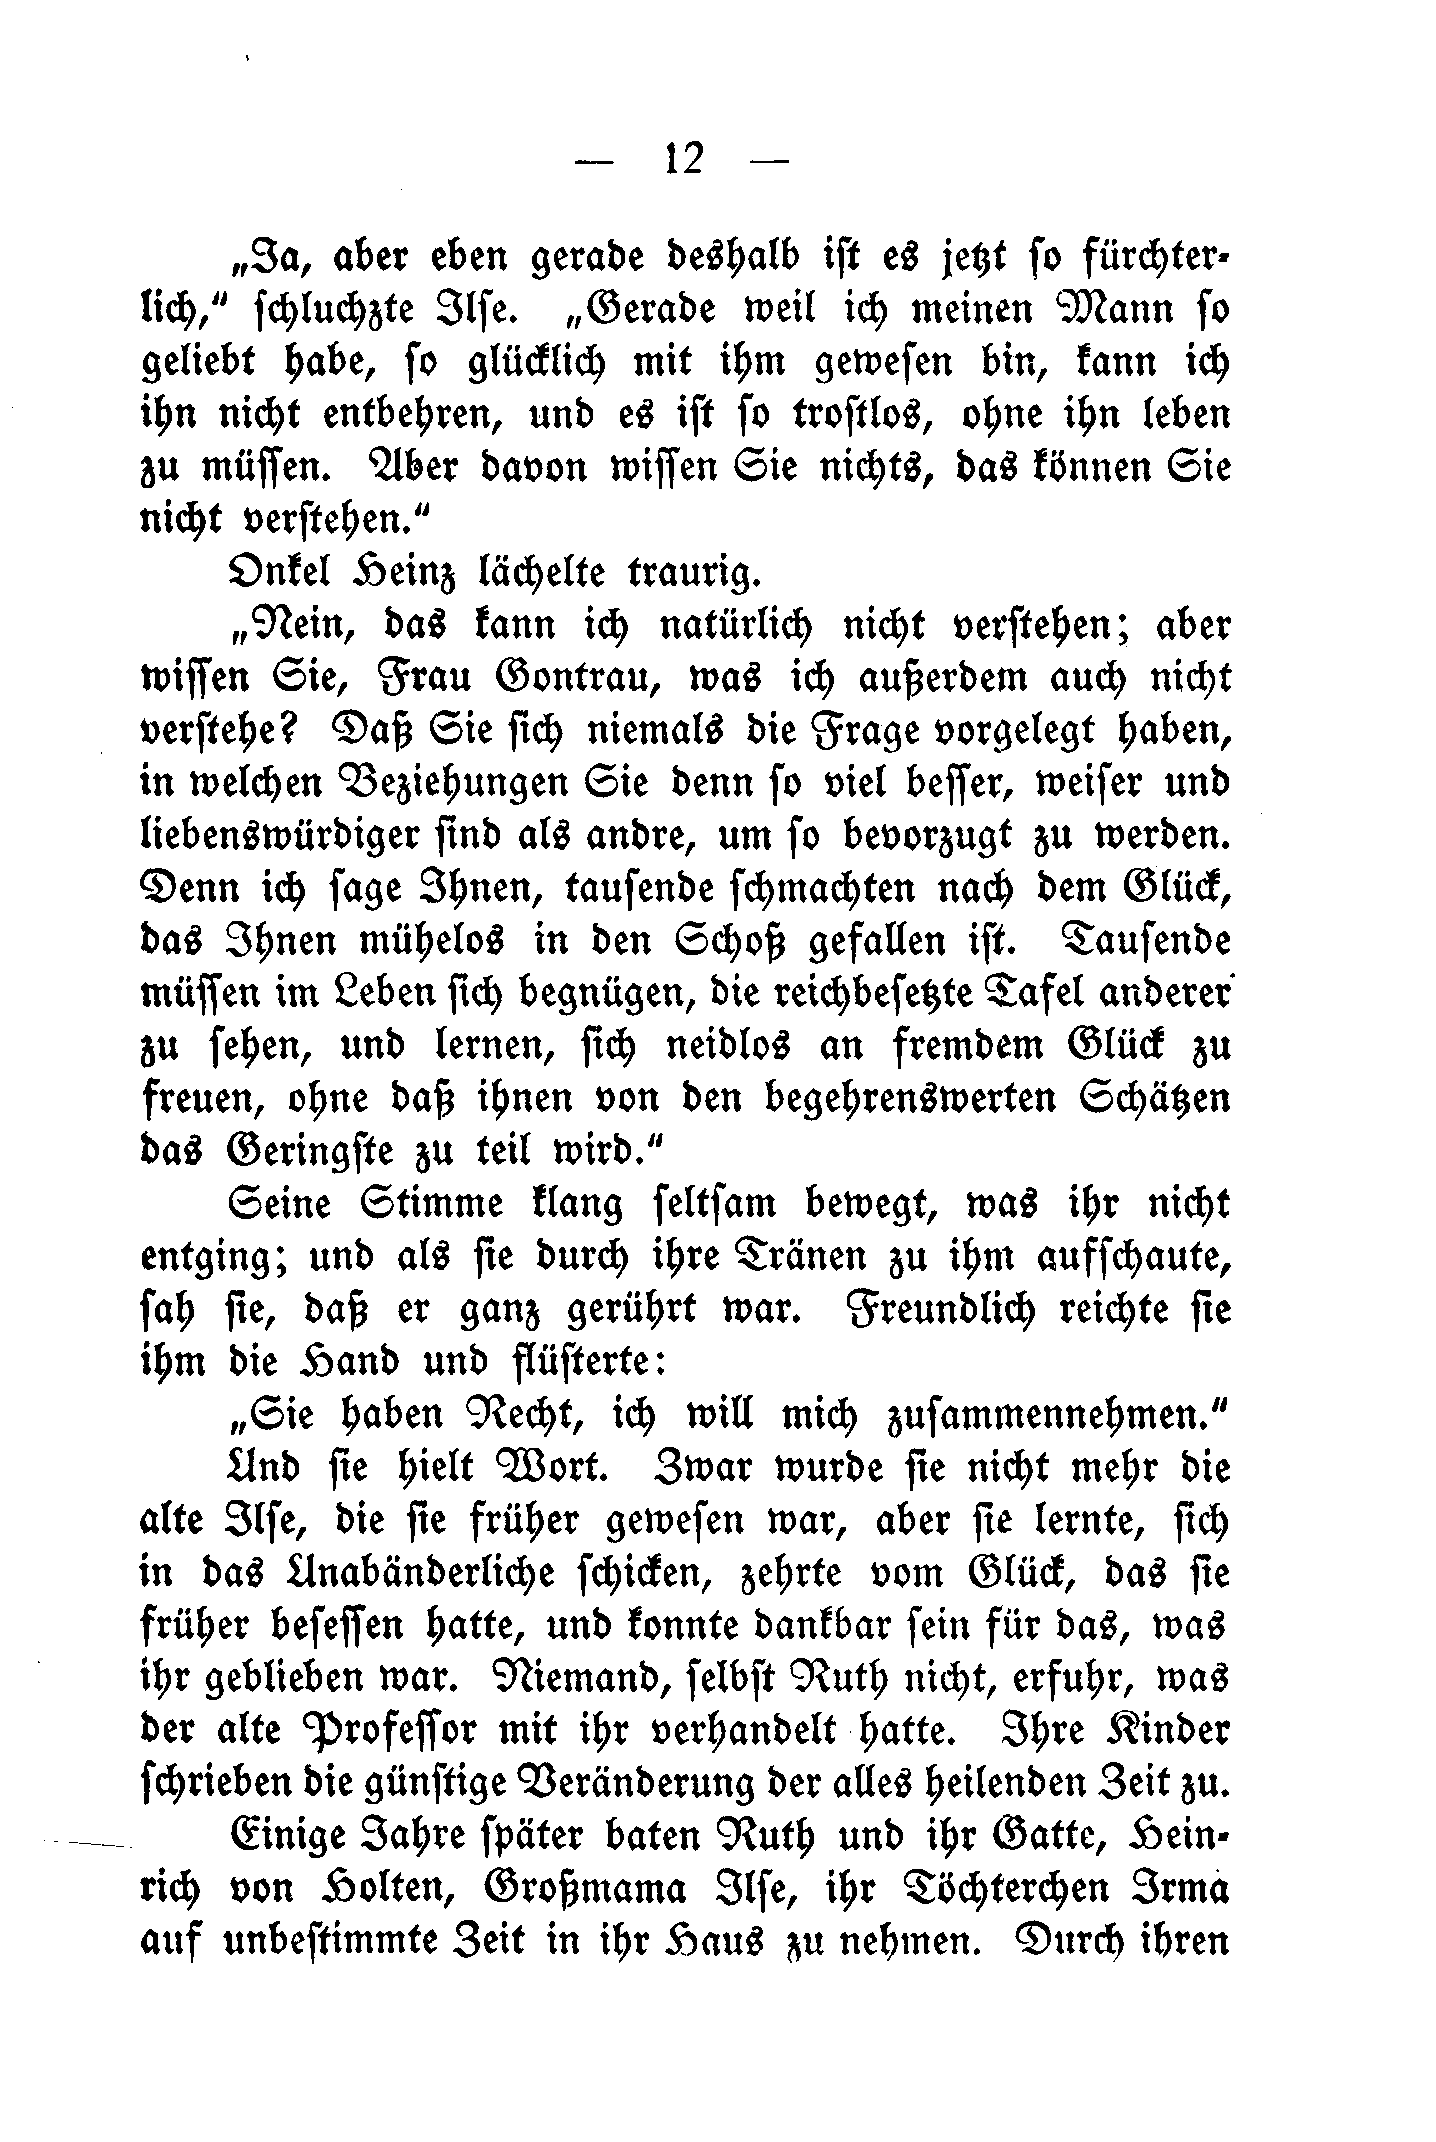 — 12 —
„Ja, aber eben gerade deshalb ist es jetzt so fürchter-
lich,“ schluchzte Ilse. „Gerade weil ich meinen Mann so
geliebt habe, so glücklich mit ihm gewesen bin, kann ich
ihn nicht entbehren, und es ist so trostlos, ohne ihn leben
zu müssen. Aber davon wissen Sie nichts, das können Sie
nicht verstehen.“
Onkel Heinz lächelte traurig.
„Nein, das kann ich natürlich nicht verstehen; aber
wissen Sie, Frau Gontrau, was ich außerdem auch nicht
verstehe? Daß Sie sich niemals die Frage vorgelegt haben,
in welchen Beziehungen Sie denn so viel besser, weiser und
liebenswürdiger sind als andre, um so bevorzugt zu werden.
Denn ich sage Ihnen, tausende schmachten nach dem Glück,
das Ihnen mühelos in den Schoß gefallen ist. Tausende
müssen im Leben sich begnügen, die reichbesetzte Tafel anderer
zu sehen, und lernen, sich neidlos an fremdem Glück zu
freuen, ohne daß ihnen von den begehrenswerten Schätzen
das Geringste zu teil wird.“
Seine Stimme klang seltsam bewegt, was ihr nicht
entging; und als sie durch ihre Tränen zu ihm aufschaute,
sah sie, daß er ganz gerührt war. Freundlich reichte sie
ihm die Hand und flüsterte:
„Sie haben Recht, ich will mich zusammennehmen.“
Und sie hielt Wort. Zwar wurde sie nicht mehr die
alte Ilse, die sie früher gewesen war, aber sie lernte, sich
in das Unabänderliche schicken, zehrte vom Glück, das sie
früher besessen hatte, und konnte dankbar sein für das, was
ihr geblieben war. Niemand, selbst Ruth nicht, erfuhr, was
der alte Professor mit ihr verhandelt hatte. Ihre Kinder
schrieben die günstige Veränderung der alles heilenden Zeit zu.
Einige Jahre später baten Ruth und ihr Gatte, Hein-
rich von Holten, Großmama Ilse, ihr Töchterchen Irma
auf unbestimmte Zeit in ihr Haus zu nehmen. Durch ihren